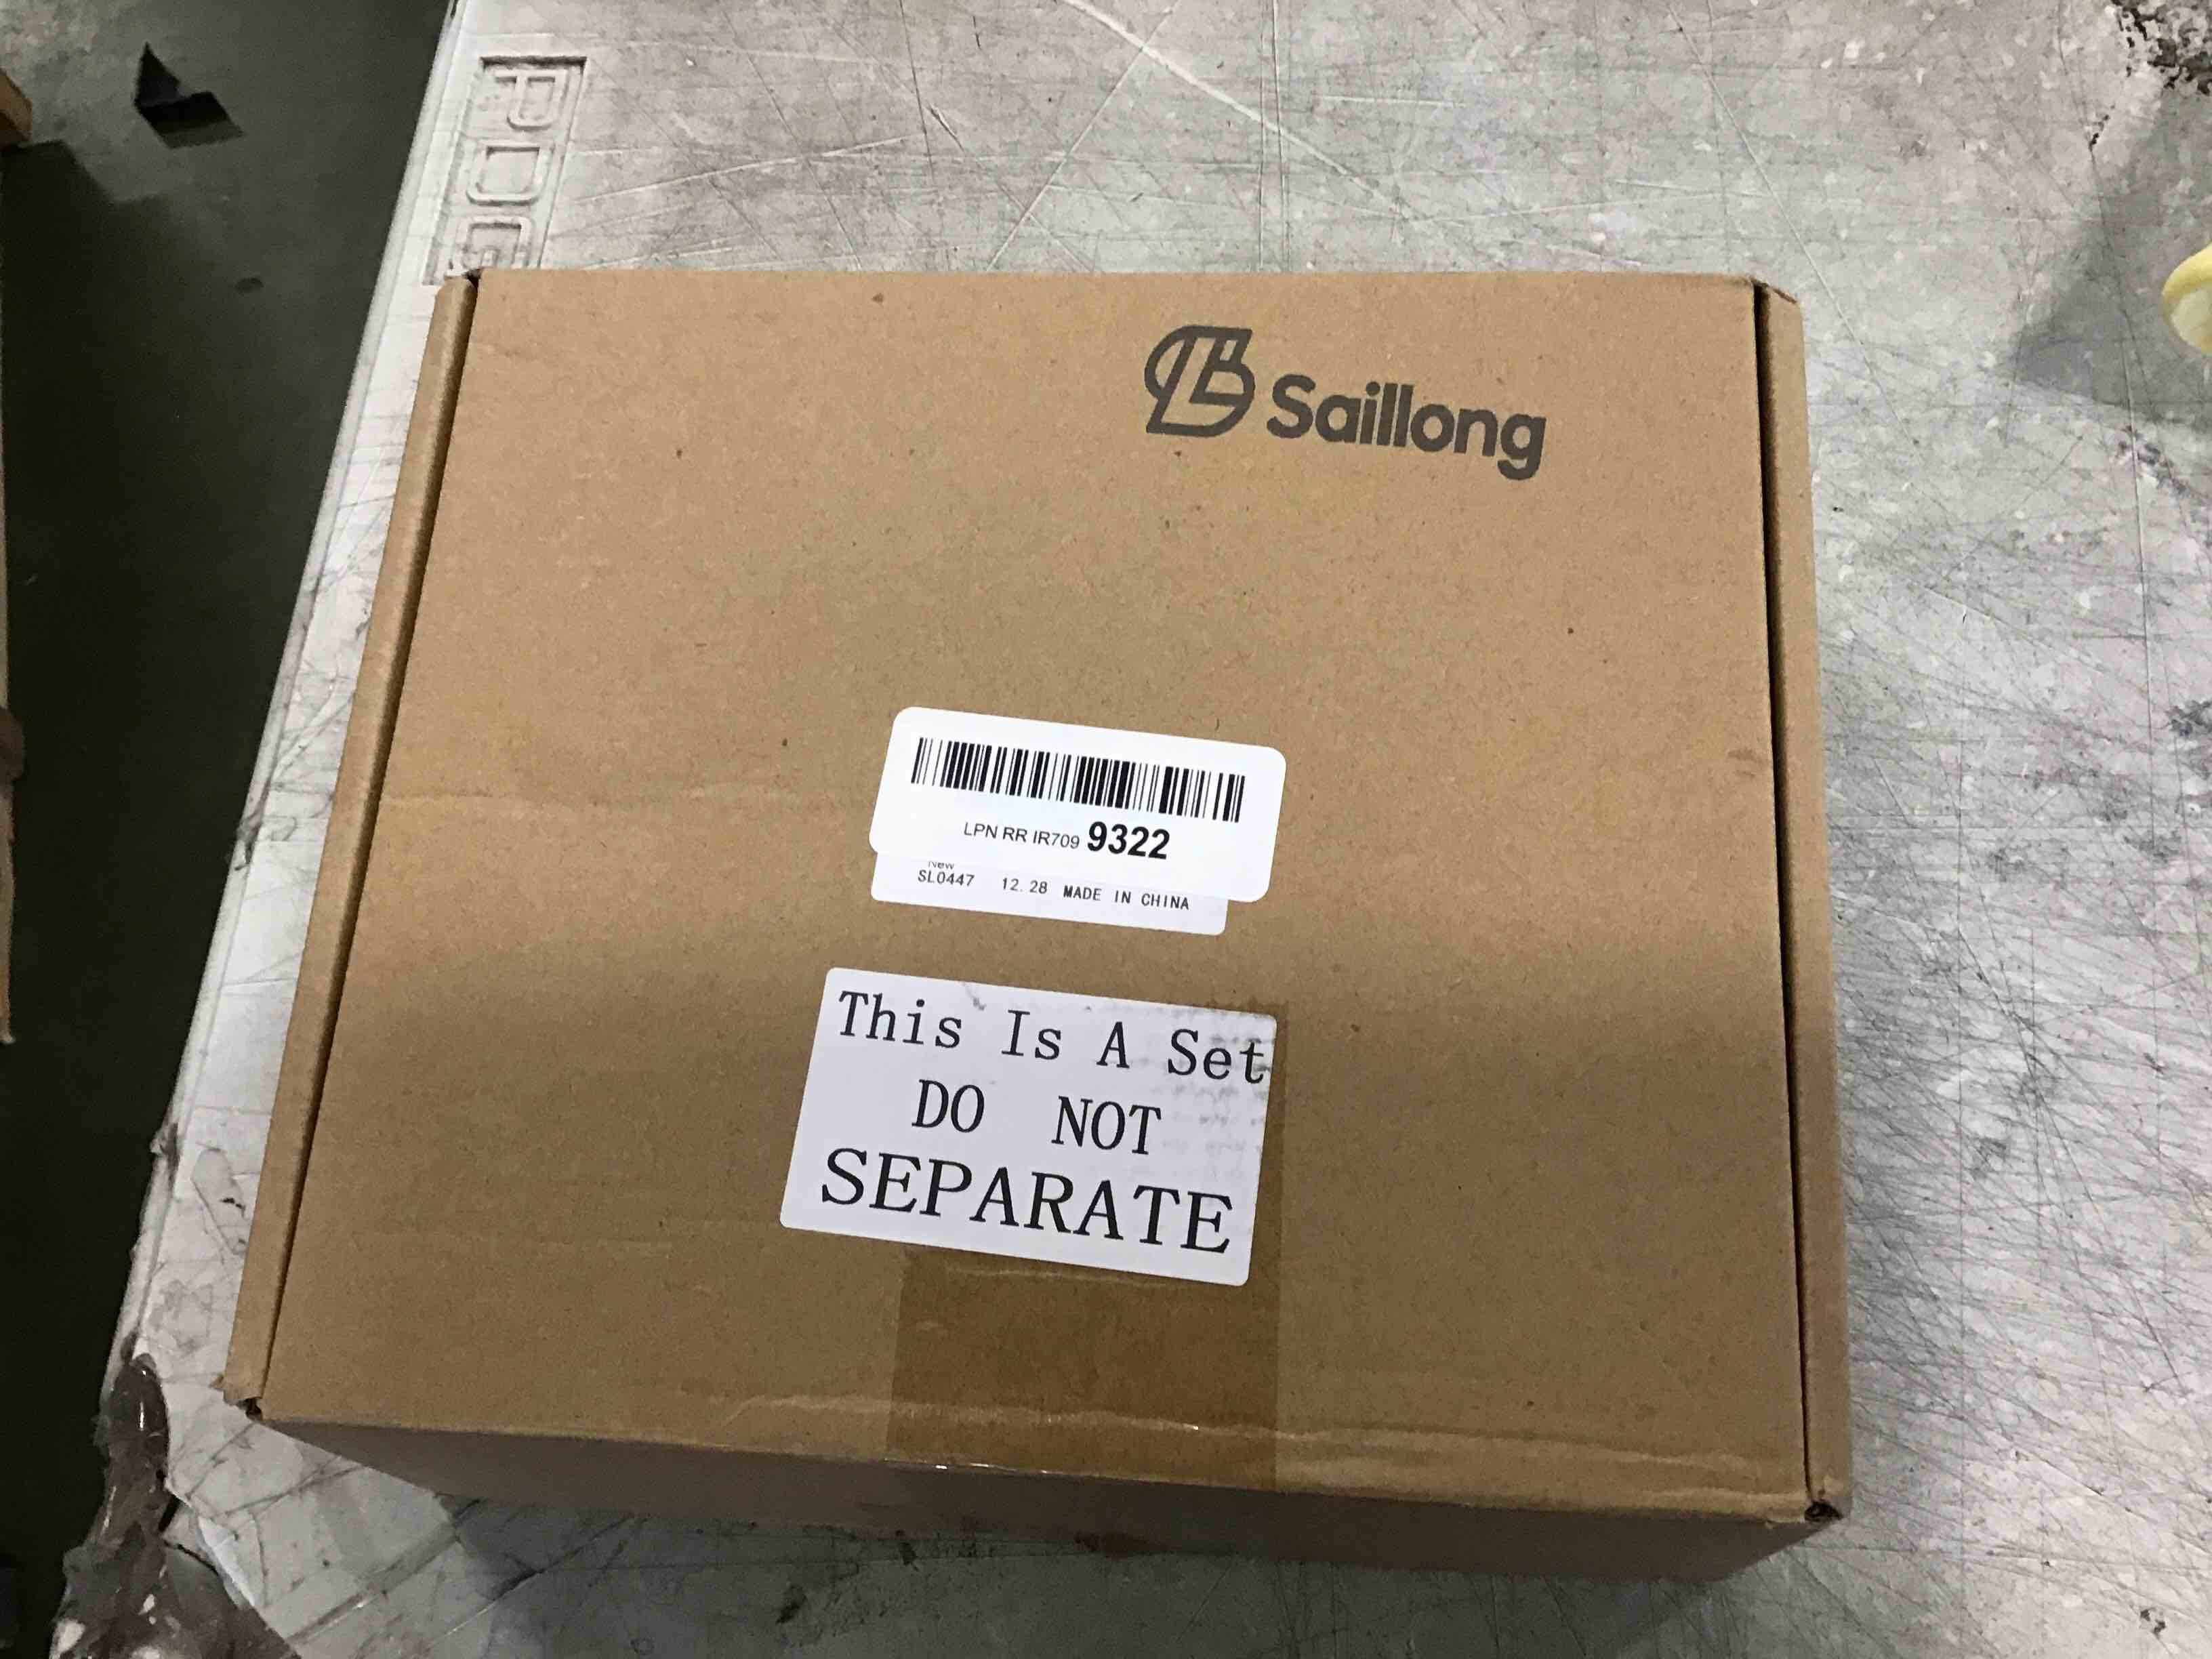 Saillong
LPN RR IR709 9322
New
SL0447 12.28 MADE IN CHINA
This Is A Set
DO NOT
SEPARATE